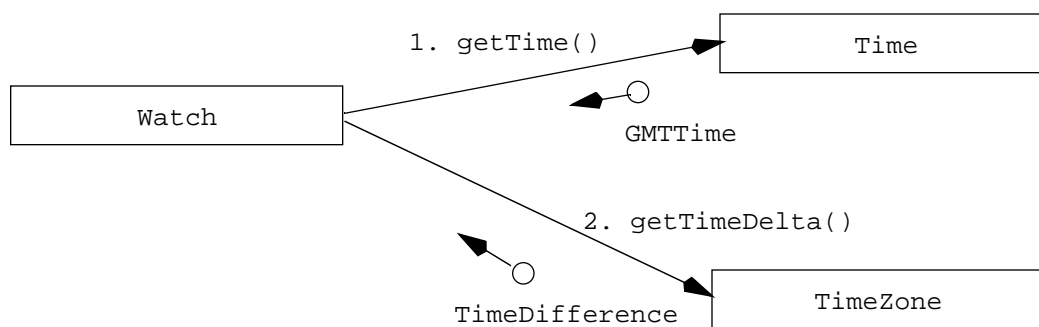 1. getTime()
Time
Watch
GMTTime
2. getTimeDelta()
TimeDifference
TimeZone